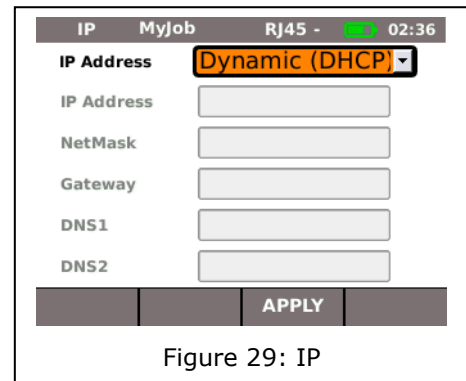 IP MyJob RJ45 - 02:36
IP Address Dynamic (DHCP)
IP Address
NetMask
Gateway
DNS1
DNS2
APPLY
Figure 29: IP